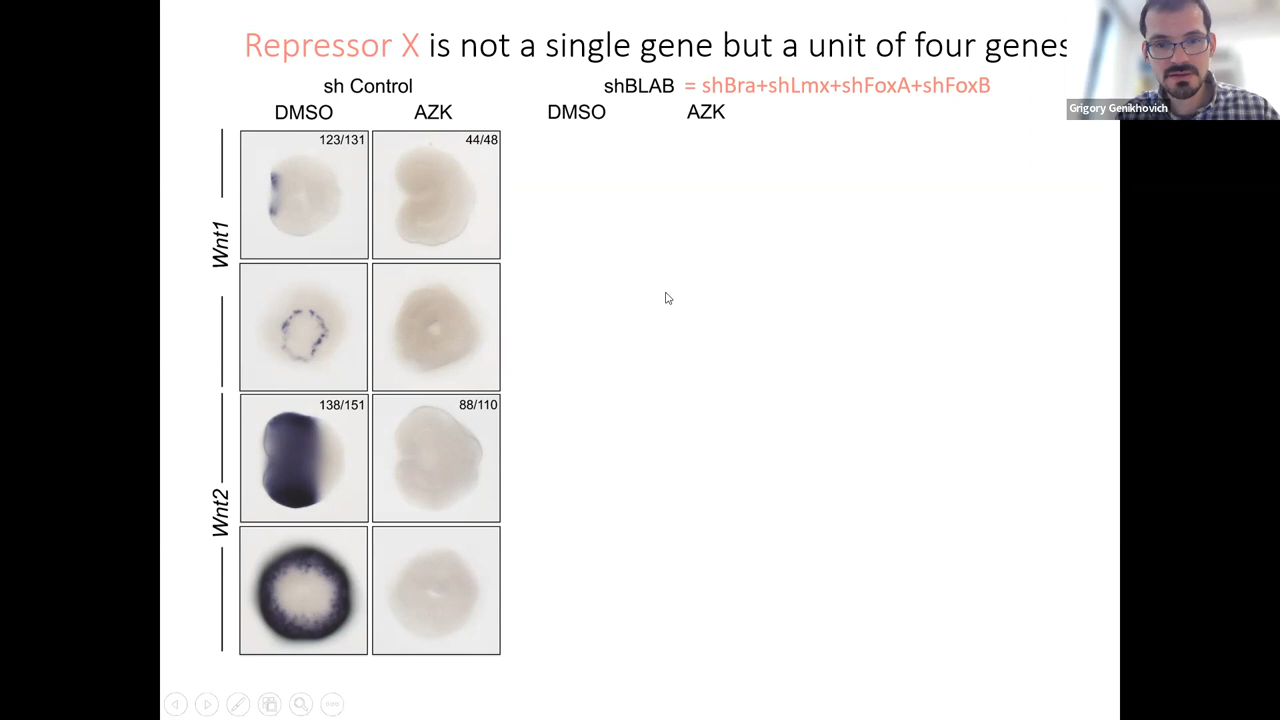 Repressor X is not a single gene but a unit of four genes
Grigory Genikhovich
sh Control
shBLAB = shBra+shLmx+shFoxA+shFoxB
DMSO
AZK
DMSO
AZK
Wnt1
123/131
44/48
Wnt2
138/151
88/110